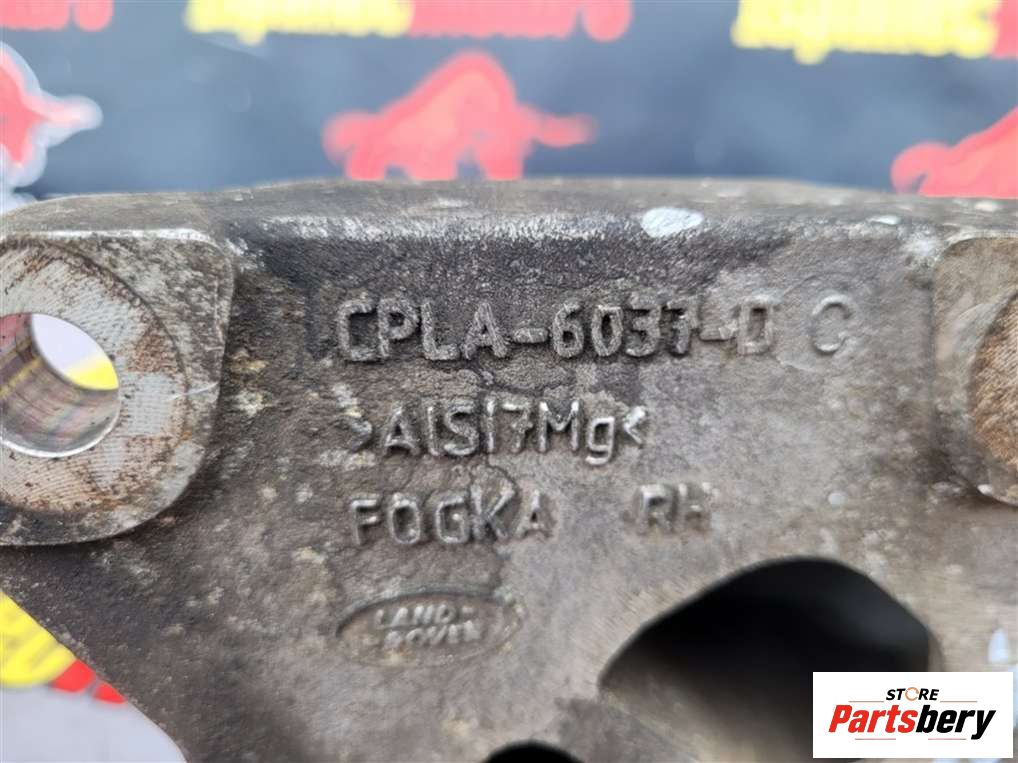 CPLA-6037-D C
>AlSi7Mg<
FOGKA RH
LAND-
ROVER
STORE
Partsbery